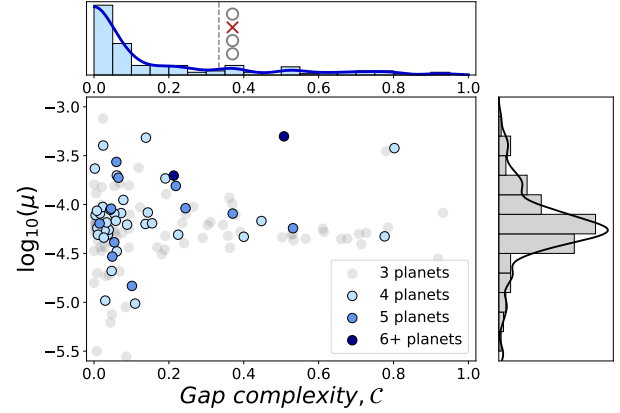 0.0 0.2 0.4 0.6 0.8 1.0
−3.0
−3.5
−4.0
−4.5
−5.0
−5.5
log₁₀(μ)
3 planets
4 planets
5 planets
6+ planets
0.0 0.2 0.4 0.6 0.8 1.0
Gap complexity, 𝒞